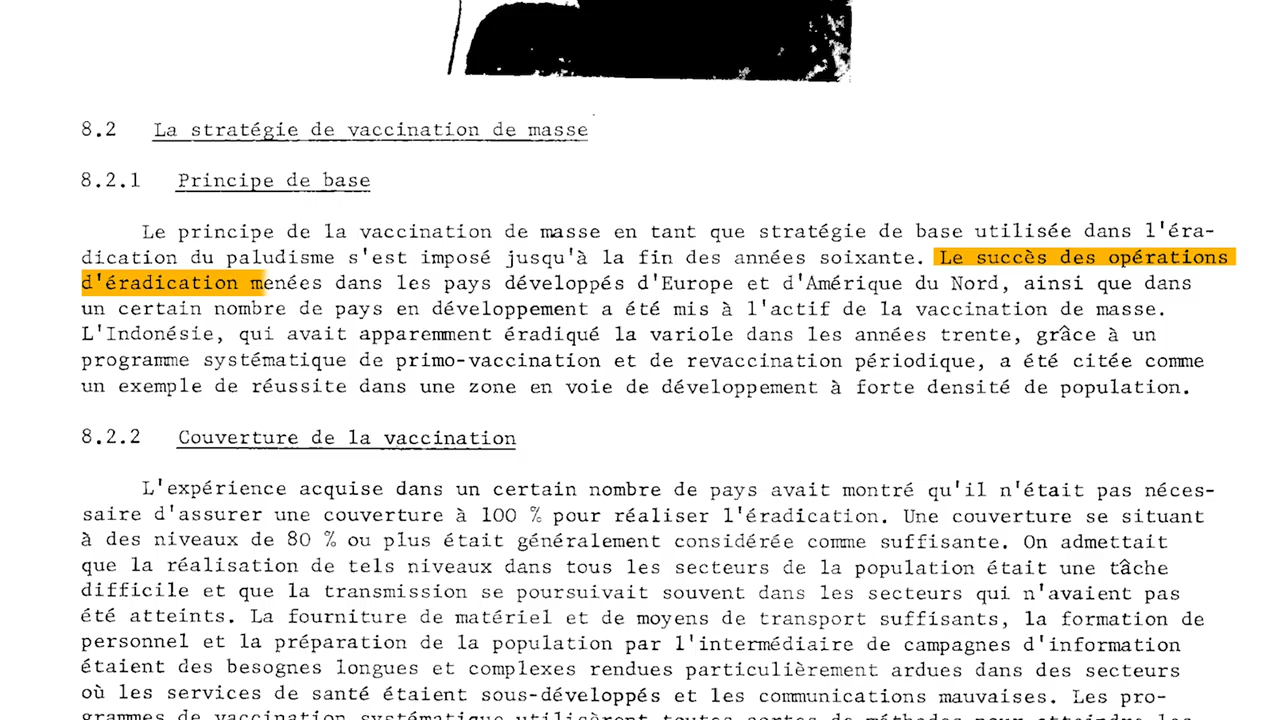 8.2 La stratégie de vaccination de masse
8.2.1 Principe de base
Le principe de la vaccination de masse en tant que stratégie de base utilisée dans l'éra-
dication du paludisme s'est imposé jusqu'à la fin des années soixante. Le succès des opérations
d'éradication menées dans les pays développés d'Europe et d'Amérique du Nord, ainsi que dans
un certain nombre de pays en développement a été mis à l'actif de la vaccination de masse.
L'Indonésie, qui avait apparemment éradiqué la variole dans les années trente, grâce à un
programme systématique de primo-vaccination et de revaccination périodique, a été citée comme
un exemple de réussite dans une zone en voie de développement à forte densité de population.
8.2.2 Couverture de la vaccination
L'expérience acquise dans un certain nombre de pays avait montré qu'il n'était pas néces-
saire d'assurer une couverture à 100 % pour réaliser l'éradication. Une couverture se situant
à des niveaux de 80 % ou plus était généralement considérée comme suffisante. On admettait
que la réalisation de tels niveaux dans tous les secteurs de la population était une tâche
difficile et que la transmission se poursuivait souvent dans les secteurs qui n'avaient pas
été atteints. La fourniture de matériel et de moyens de transport suffisants, la formation de
personnel et la préparation de la population par l'intermédiaire de campagnes d'information
étaient des besognes longues et complexes rendues particulièrement ardues dans des secteurs
où les services de santé étaient sous-développés et les communications mauvaises. Les pro-
grammes de vaccination systématique utilisèrent toutes sortes de méthodes pour atteindre les